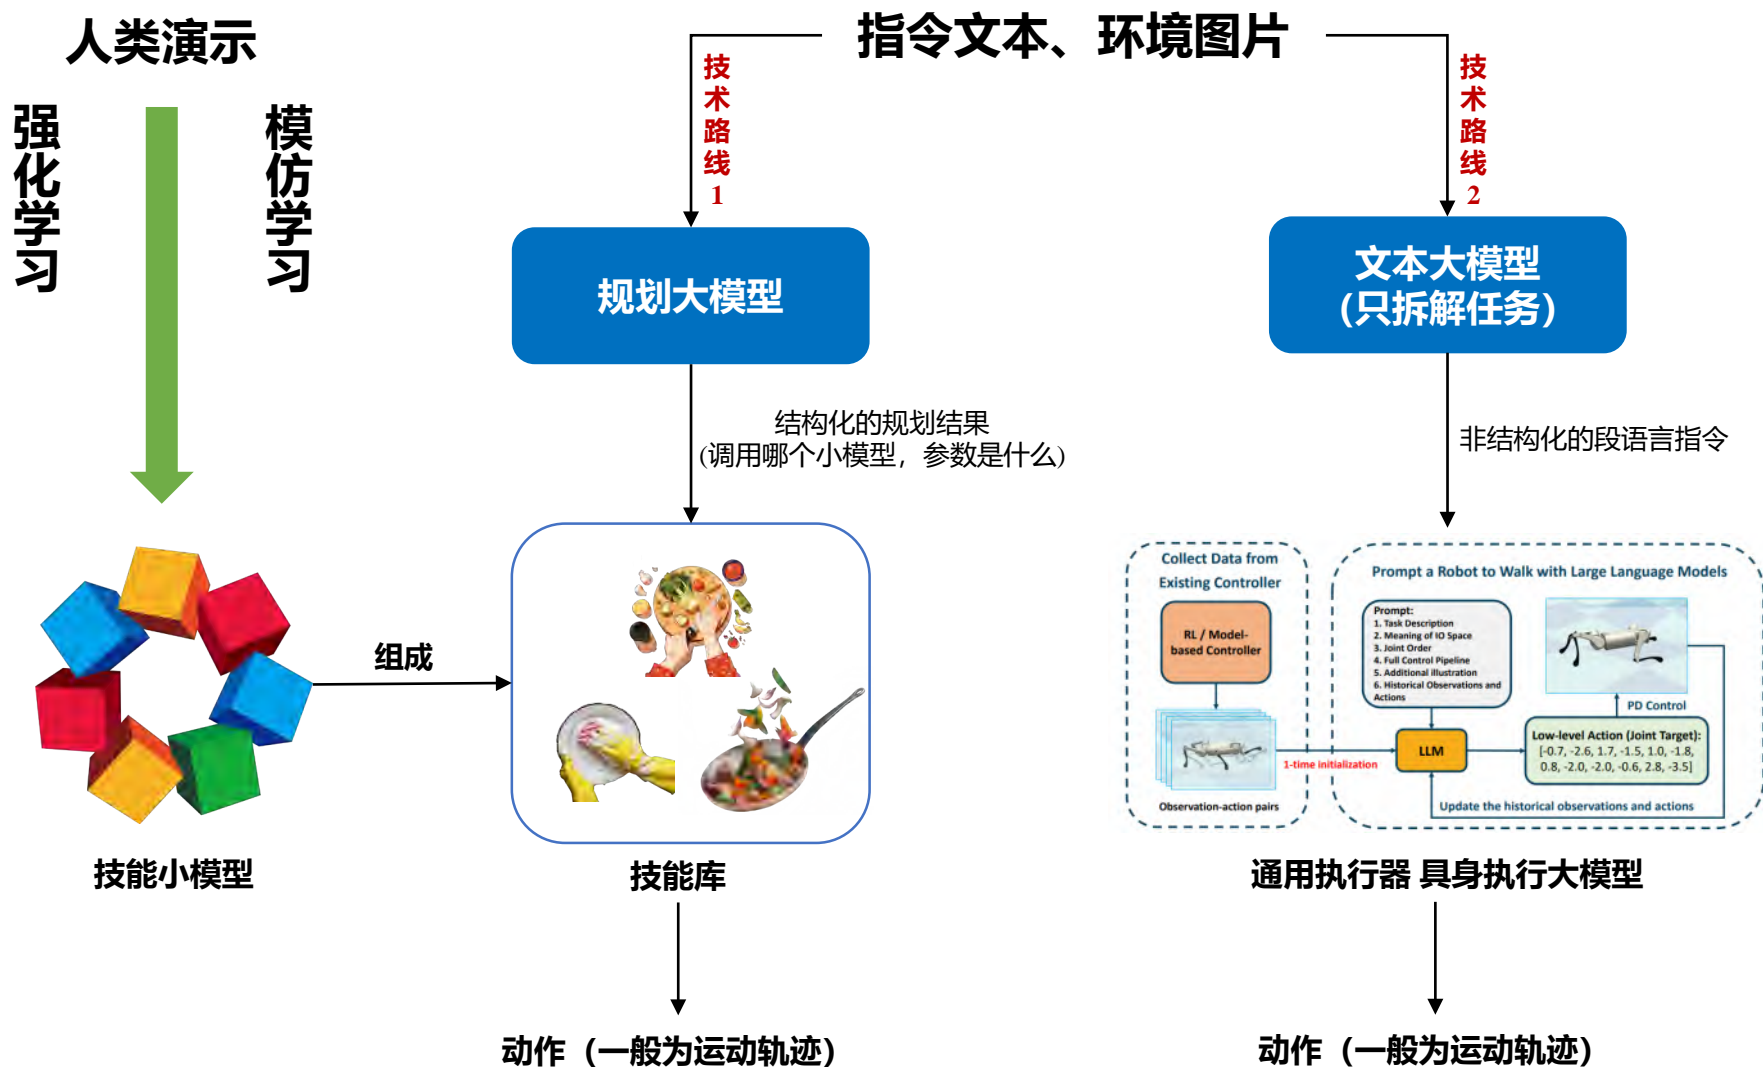 人类演示
强化学习
模仿学习
指令文本、环境图片
技术路线1
技术路线2
规划大模型
文本大模型
（只拆解任务）
结构化的规划结果
(调用哪个小模型，参数是什么)
非结构化的段语言指令
组成
技能小模型
技能库
动作（一般为运动轨迹）
Collect Data from
Existing Controller
RL / Model-
based Controller
Observation-action pairs
1-time initialization
Prompt a Robot to Walk with Large Language Models
Prompt:
1. Task Description
2. Meaning of IO Space
3. Joint Order
4. Full Control Pipeline
5. Additional illustration
6. Historical Observations and
Actions
LLM
PD Control
Low-level Action (Joint Target):
[-0.7, -2.6, 1.7, -1.5, 1.0, -1.8,
0.8, -2.0, -2.0, -0.6, 2.8, -3.5]
Update the historical observations and actions
通用执行器 具身执行大模型
动作（一般为运动轨迹）